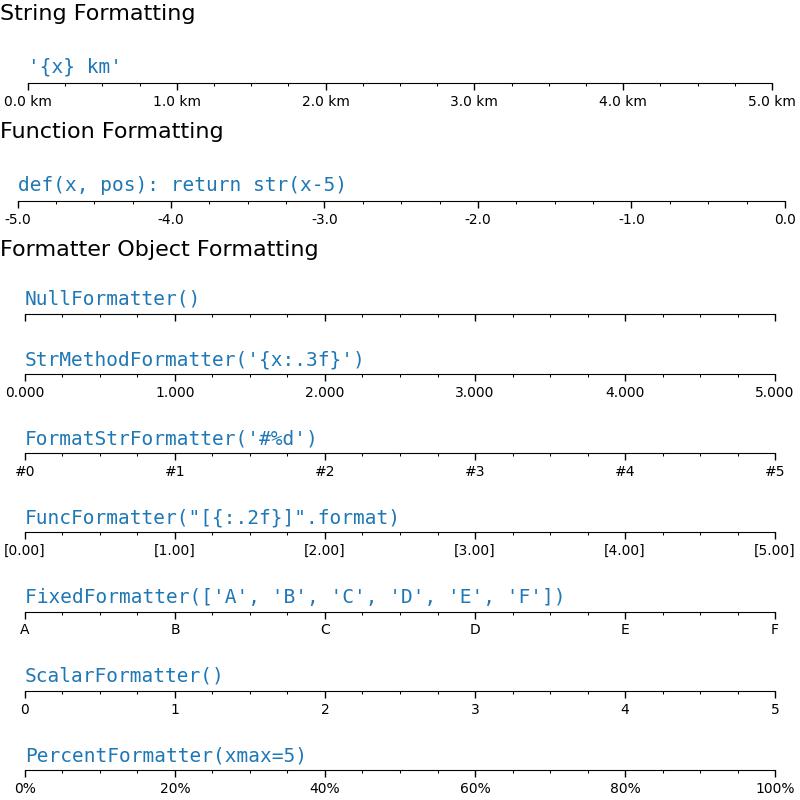 String Formatting
'{x} km'
0.0 km 1.0 km 2.0 km 3.0 km 4.0 km 5.0 km
Function Formatting
def(x, pos): return str(x-5)
-5.0 -4.0 -3.0 -2.0 -1.0 0.0
Formatter Object Formatting
NullFormatter()
StrMethodFormatter('{x:.3f}')
0.000 1.000 2.000 3.000 4.000 5.000
FormatStrFormatter('#%d')
#0 #1 #2 #3 #4 #5
FuncFormatter("[{:.2f}]".format)
[0.00] [1.00] [2.00] [3.00] [4.00] [5.00]
FixedFormatter(['A', 'B', 'C', 'D', 'E', 'F'])
A B C D E F
ScalarFormatter()
0 1 2 3 4 5
PercentFormatter(xmax=5)
0% 20% 40% 60% 80% 100%